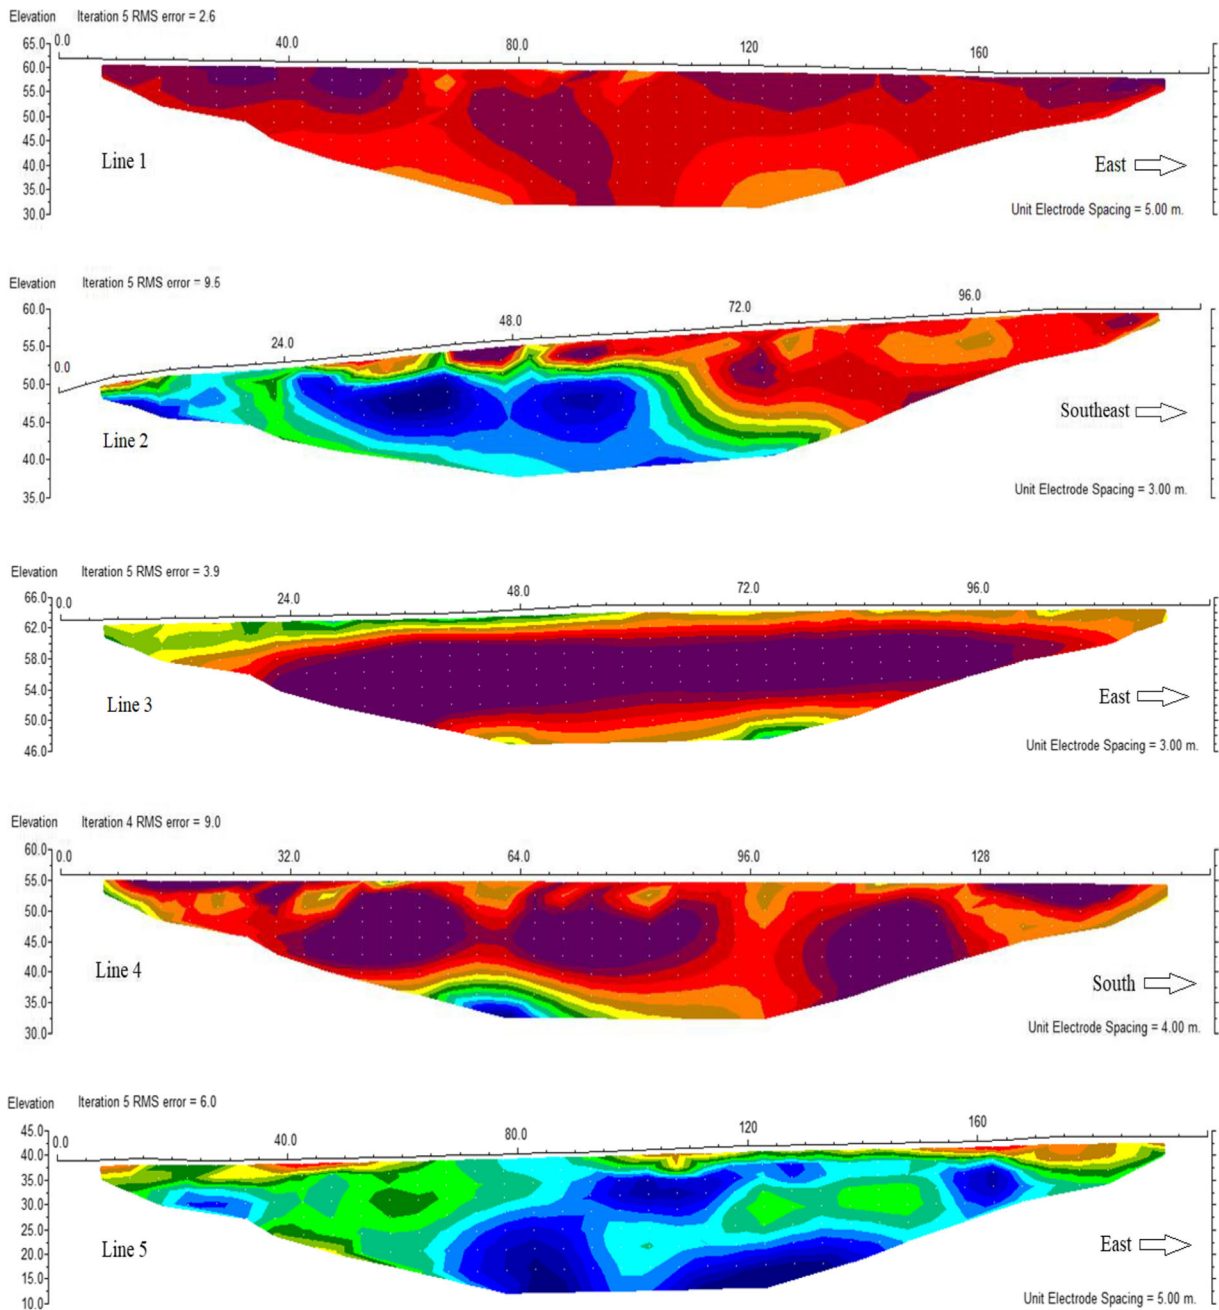 Elevation Iteration 5 RMS error = 2.6
0.0 40.0 80.0 120 160
65.0
60.0
55.0
50.0
45.0
40.0
35.0
30.0
Line 1
East
Unit Electrode Spacing = 5.00 m.
Elevation Iteration 5 RMS error = 9.5
0.0 24.0 48.0 72.0 96.0
60.0
55.0
50.0
45.0
40.0
35.0
Line 2
Southeast
Unit Electrode Spacing = 3.00 m.
Elevation Iteration 5 RMS error = 3.9
0.0 24.0 48.0 72.0 96.0
66.0
62.0
58.0
54.0
50.0
46.0
Line 3
East
Unit Electrode Spacing = 3.00 m.
Elevation Iteration 4 RMS error = 9.0
0.0 32.0 64.0 96.0 128
60.0
55.0
50.0
45.0
40.0
35.0
30.0
Line 4
South
Unit Electrode Spacing = 4.00 m.
Elevation Iteration 5 RMS error = 6.0
0.0 40.0 80.0 120 160
45.0
40.0
35.0
30.0
25.0
20.0
15.0
10.0
Line 5
East
Unit Electrode Spacing = 5.00 m.